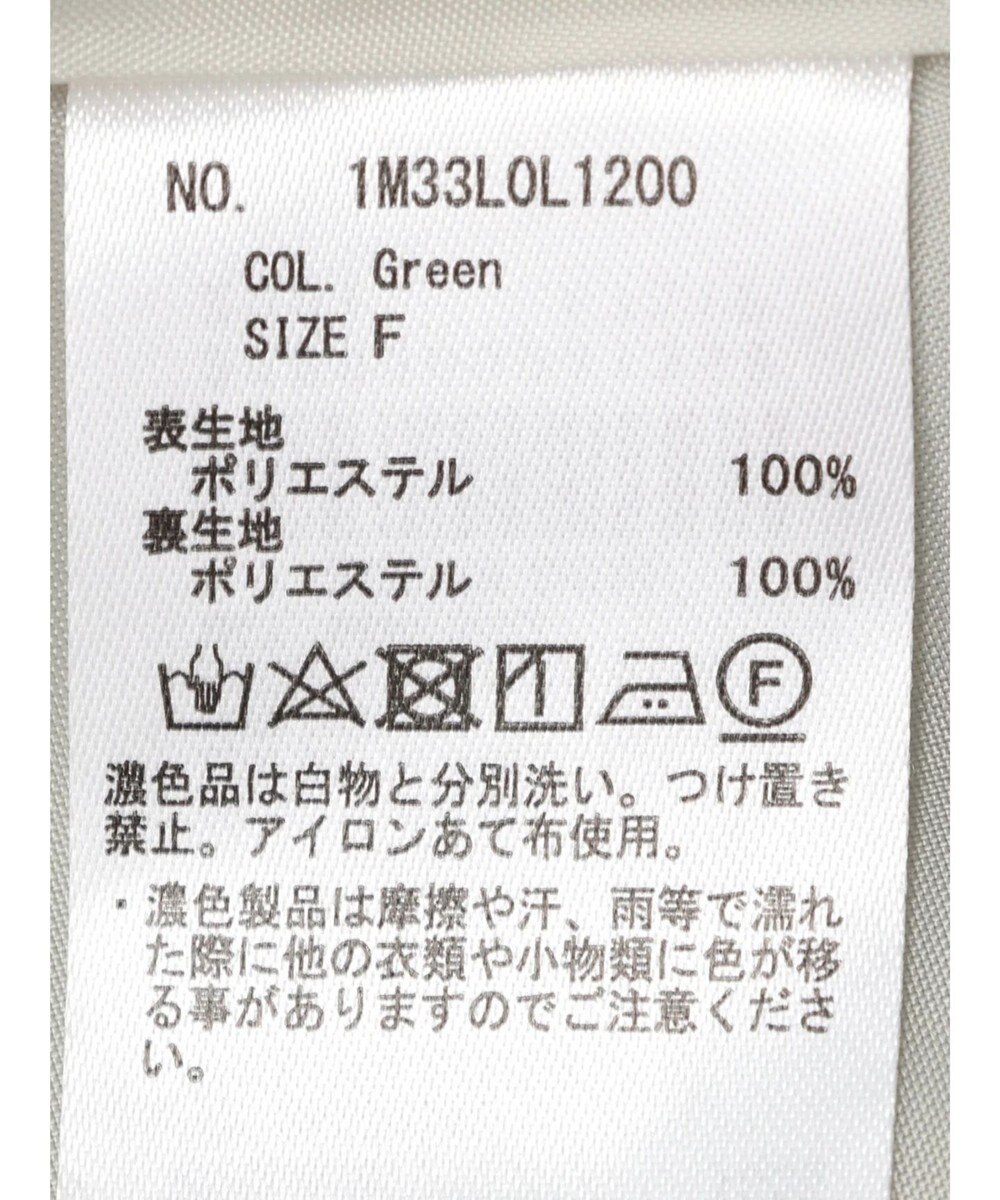 NO. 1M33L0L1200
COL. Green
SIZE F
表生地
ポリエステル 100%
裏生地
ポリエステル 100%
F
濃色品は白物と分別洗い。つけ置き
禁止。アイロンあて布使用。
・濃色製品は摩擦や汗、雨等で濡れ
た際に他の衣類や小物類に色が移
る事がありますのでご注意くださ
い。